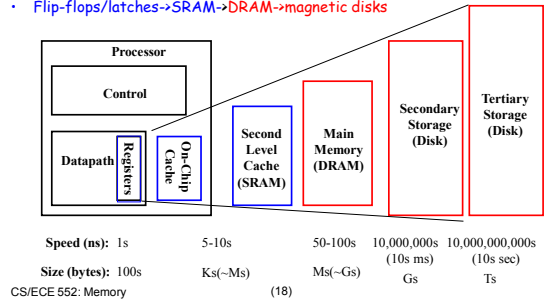 • Flip-flops/latches->SRAM->DRAM->magnetic disks
Processor
Control
Datapath
Registers
On-Chip
Cache
Second
Level
Cache
(SRAM)
Main
Memory
(DRAM)
Secondary
Storage
(Disk)
Tertiary
Storage
(Disk)
Speed (ns): 1s 5-10s 50-100s 10,000,000s 10,000,000,000s
(10s ms) (10s sec)
Size (bytes): 100s Ks(~Ms) Ms(~Gs) Gs Ts
CS/ECE 552: Memory (18)